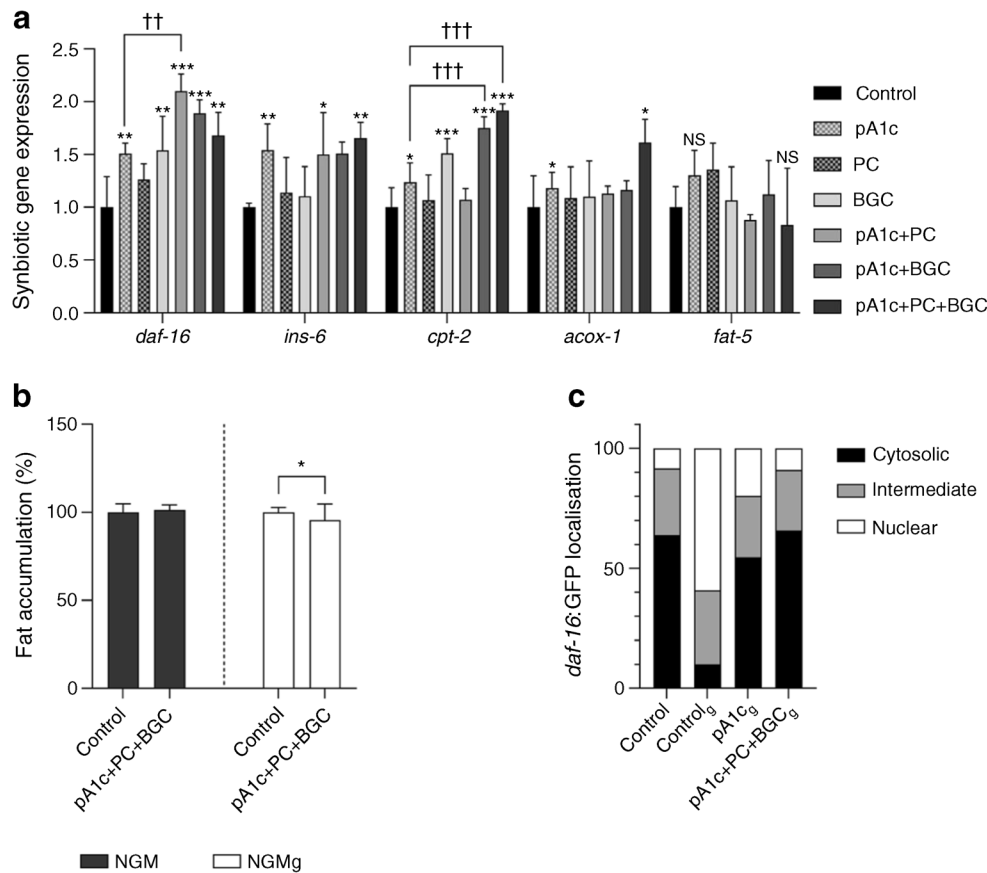 a
Synbiotic gene expression
2.5
2.0
1.5
1.0
0.5
0.0
††
**
**
***
***
**
**
*
**
†††
†††
*
***
***
***
*
*
NS
NS
daf-16
ins-6
cpt-2
acox-1
fat-5
Control
pA1c
PC
BGC
pA1c+PC
pA1c+BGC
pA1c+PC+BGC
b
Fat accumulation (%)
150
100
50
0
*
Control
pA1c+PC+BGC
Control
pA1c+PC+BGC
NGM
NGMg
c
daf-16:GFP localisation
100
50
0
Control
Controlg
pA1cg
pA1c+PC+BGCg
Cytosolic
Intermediate
Nuclear